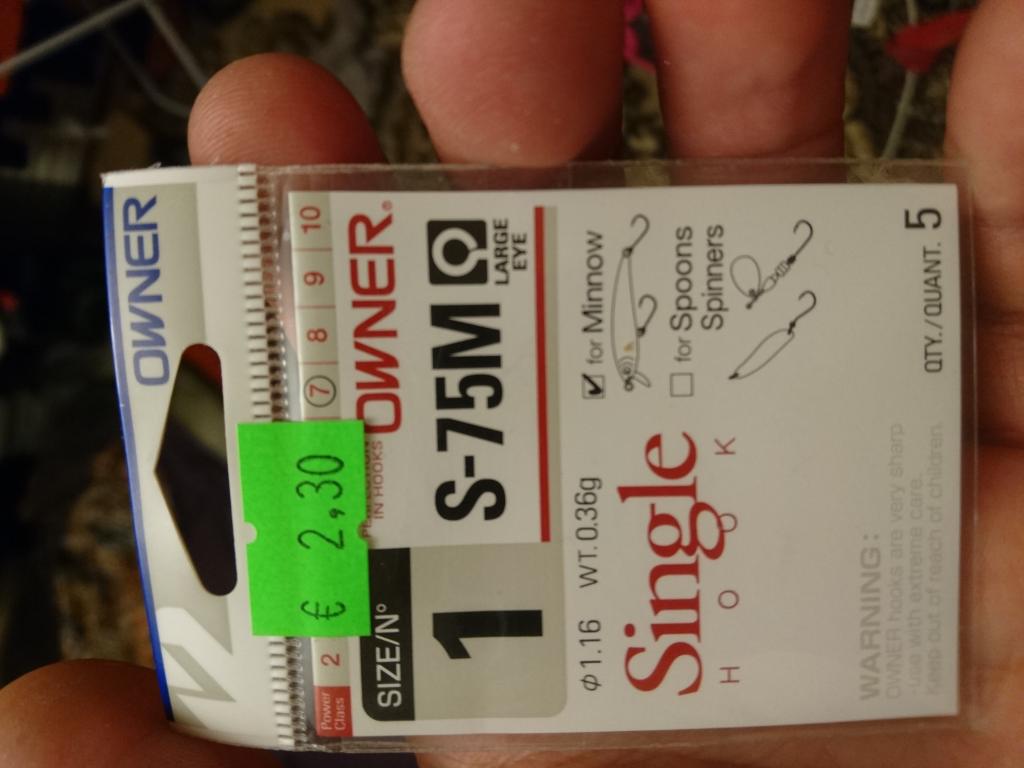 OWNER
€ 2,30
Power
Class
2 7 8 9 10
IN HOOKS
OWNER®
SIZE/N°
1
S-75M
LARGE
EYE
φ1.16 WT.0.36g
Single
HOOK
for Minnow
for Spoons
Spinners
WARNING:
OWNER hooks are very sharp
-use with extreme care.
Keep out of reach of children.
QTY./QUANT. 5